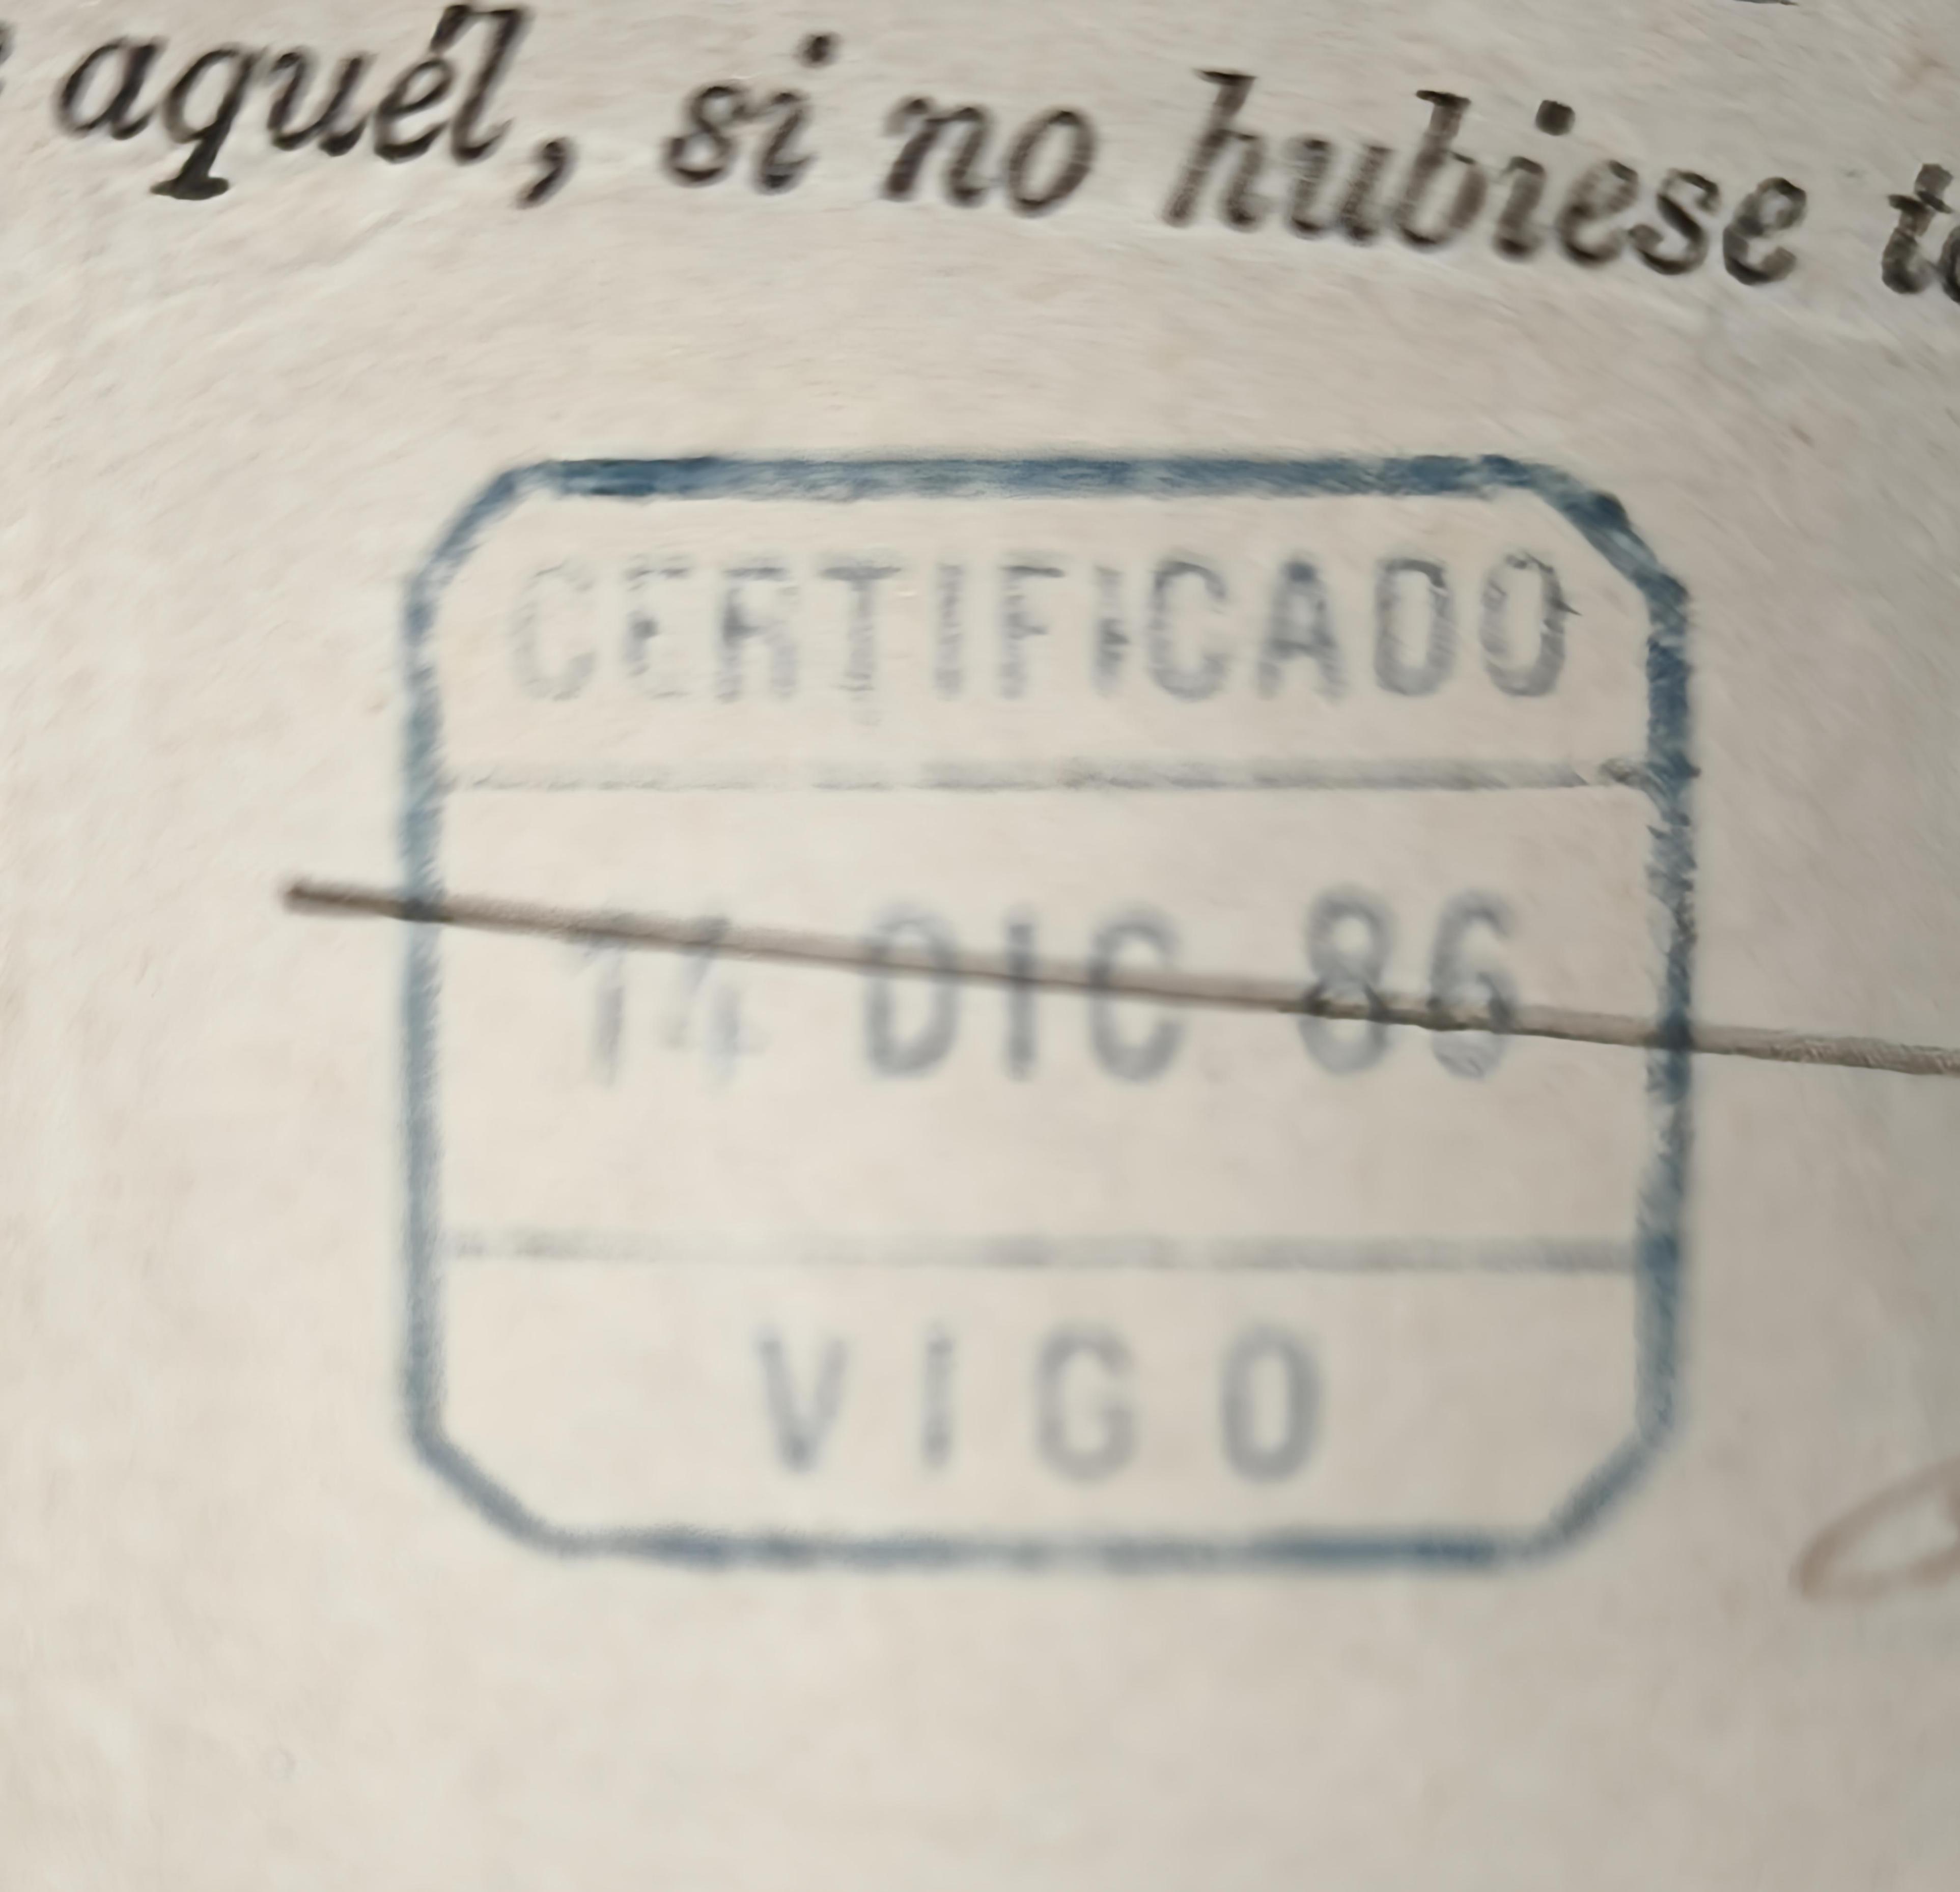 aquél, si no hubiese
CERTIFICADO
14 DIC 86
VIGO